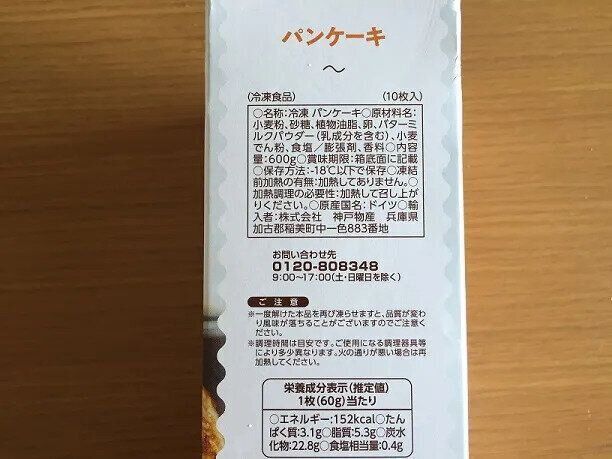 パンケーキ
〜
(冷凍食品) (10枚入)
○名称:冷凍 パンケーキ○原材料名:
小麦粉、砂糖、植物油脂、卵、バターミ
ルクパウダー(乳成分を含む)、小麦
でん粉、食塩/膨張剤、香料○内容
量:600g○賞味期限:箱底面に記載
○保存方法:-18℃以下で保存○凍結
前加熱の有無:加熱してありません。○
加熱調理の必要性:加熱して召し上が
りください。○原産国名:ドイツ○輸
入者:株式会社 神戸物産 兵庫県
加古郡稲美町中一色883番地
お問い合わせ先
0120-808348
9:00〜17:00(土・日曜日を除く)
ご注意
※一度解けた本品を再び凍らせますと、品質が変わ
り風味が落ちることがございますのでご注意くだ
さい。
※調理時間は目安です。ご使用になる調理器具等
により多少異なります。火の通りが悪い場合は再
加熱してください。
栄養成分表示(推定値)
1枚(60g)当たり
○エネルギー:152kcal○たん
ぱく質:3.1g○脂質:5.3g○炭水
化物:22.8g○食塩相当量:0.4g